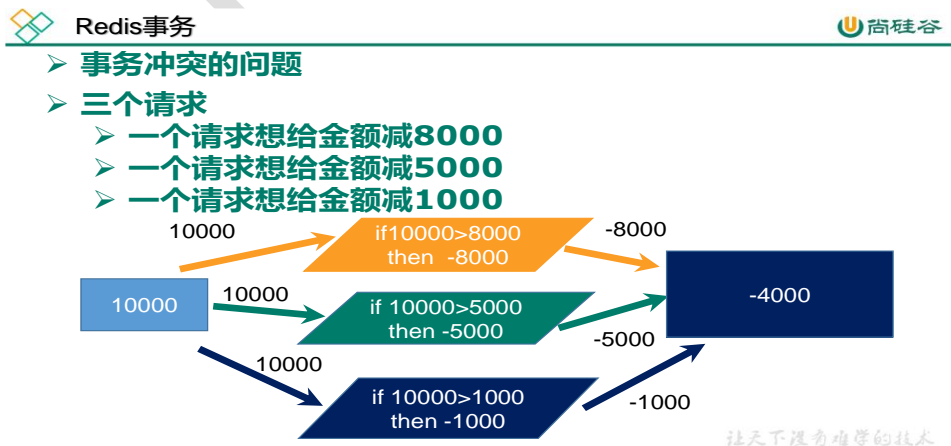 Redis事务
尚硅谷
事务冲突的问题
三个请求
一个请求想给金额减8000
一个请求想给金额减5000
一个请求想给金额减1000
10000
if10000>8000
then -8000
-8000
10000
10000
if 10000>5000
then -5000
-5000
-4000
10000
if 10000>1000
then -1000
-1000
让天下没有难学的技术